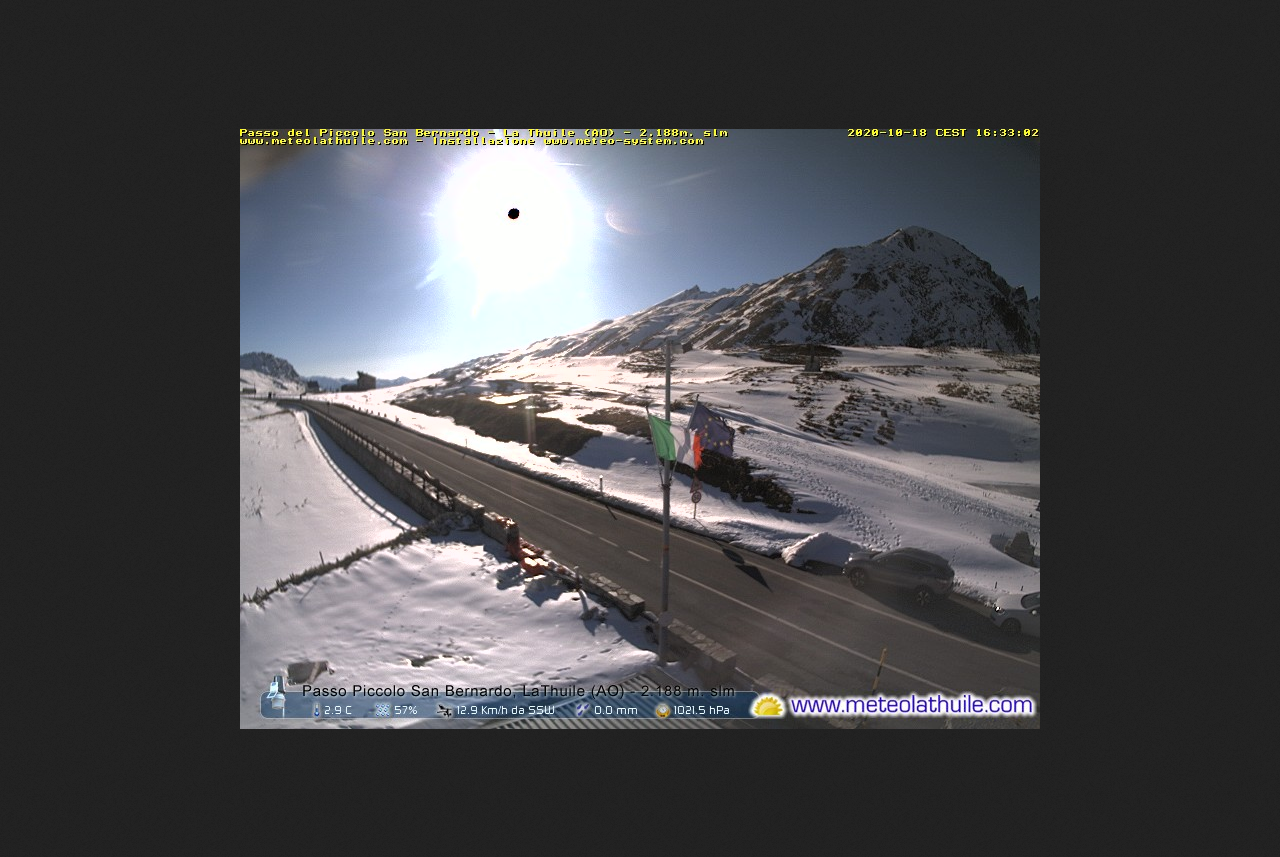 Passo del Piccolo San Bernardo - La Thuile (AO) - 2.188m. slm 2020-10-18 CEST 16:33:02
www.meteolathuile.com - Installazione www.meteo-system.com
Passo Piccolo San Bernardo, LaThuile (AO) - 2.188 m. slm
2.9 C 57% 12.9 Km/h da SSW 0.0 mm 1021.5 hPa
www.meteolathuile.com